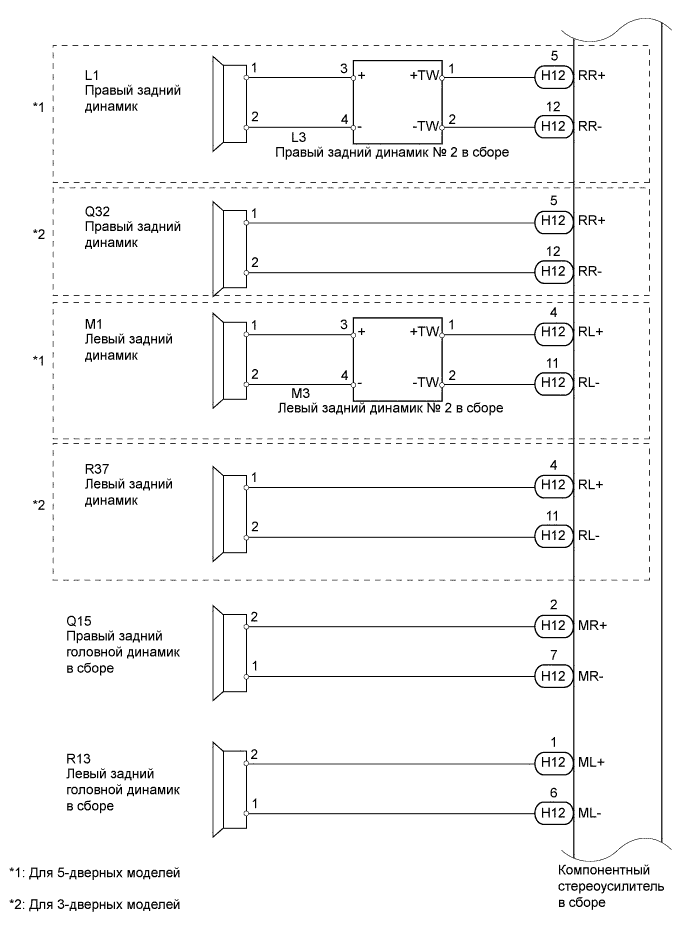 5
L1
1
3
+
+TW
1
H12
RR+
Правый задний
динамик
*1
12
2
4
-
-TW
2
H12
RR-
L3
Правый задний динамик № 2 в сборе
5
Q32
1
H12
RR+
Правый задний
динамик
*2
12
2
H12
RR-
4
M1
1
3
+
+TW
1
H12
RL+
Левый задний
динамик
*1
11
2
4
-
-TW
2
H12
RL-
M3
Левый задний динамик № 2 в сборе
4
R37
1
H12
RL+
Левый задний
динамик
*2
11
2
H12
RL-
2
Q15
2
H12
MR+
Правый задний
головной динамик
в сборе
7
1
H12
MR-
1
R13
2
H12
ML+
Левый задний
головной динамик
в сборе
6
1
H12
ML-
*1: Для 5-дверных моделей
*2: Для 3-дверных моделей
Компонентный
стереоусилитель
в сборе